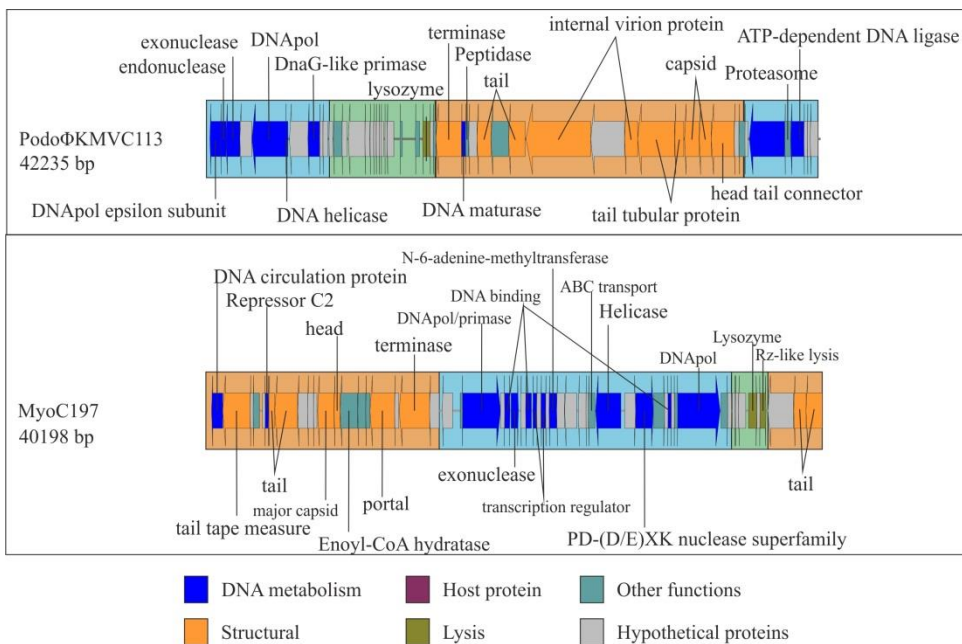 exonuclease
DNApol
endonuclease
DnaG-like primase
lysozyme
terminase
Peptidase
tail
internal virion protein
capsid
ATP-dependent DNA ligase
Proteasome
PodoΦKMVC113
42235 bp
DNApol epsilon subunit
DNA helicase
DNA maturase
tail tubular protein
head tail connector
N-6-adenine-methyltransferase
DNA circulation protein
Repressor C2
head
terminase
DNA binding
DNApol/primase
ABC transport
Helicase
DNApol
Lysozyme
Rz-like lysis
MyoC197
40198 bp
tail tape measure
tail
major capsid
Enoyl-CoA hydratase
portal
exonuclease
transcription regulator
PD-(D/E)XK nuclease superfamily
tail
DNA metabolism
Host protein
Other functions
Structural
Lysis
Hypothetical proteins